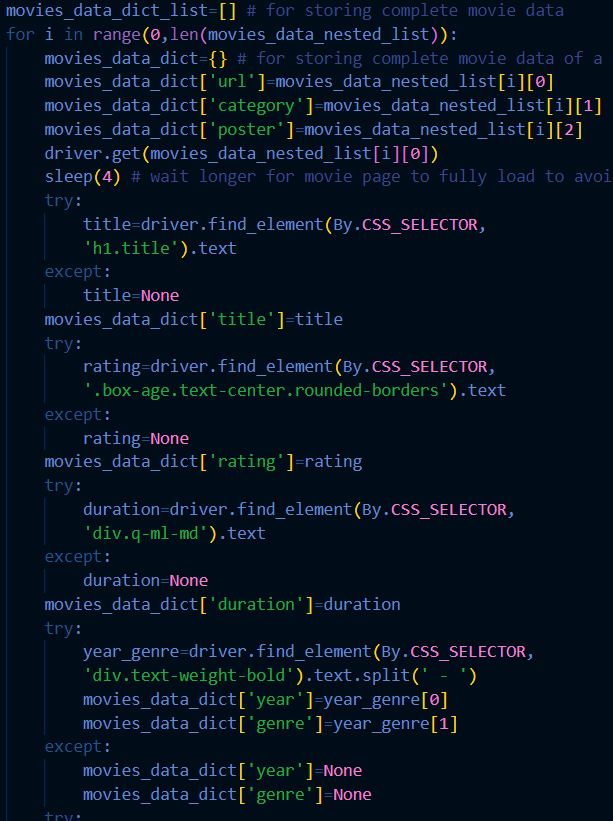 movies_data_dict_list=[] # for storing complete movie data
for i in range(0,len(movies_data_nested_list)):
    movies_data_dict={} # for storing complete movie data of a
    movies_data_dict['url']=movies_data_nested_list[i][0]
    movies_data_dict['category']=movies_data_nested_list[i][1]
    movies_data_dict['poster']=movies_data_nested_list[i][2]
    driver.get(movies_data_nested_list[i][0])
    sleep(4) # wait longer for movie page to fully load to avoi
    try:
        title=driver.find_element(By.CSS_SELECTOR,
        'h1.title').text
    except:
        title=None
    movies_data_dict['title']=title
    try:
        rating=driver.find_element(By.CSS_SELECTOR,
        '.box-age.text-center.rounded-borders').text
    except:
        rating=None
    movies_data_dict['rating']=rating
    try:
        duration=driver.find_element(By.CSS_SELECTOR,
        'div.q-ml-md').text
    except:
        duration=None
    movies_data_dict['duration']=duration
    try:
        year_genre=driver.find_element(By.CSS_SELECTOR,
        'div.text-weight-bold').text.split(' - ')
        movies_data_dict['year']=year_genre[0]
        movies_data_dict['genre']=year_genre[1]
    except:
        movies_data_dict['year']=None
        movies_data_dict['genre']=None
    try: